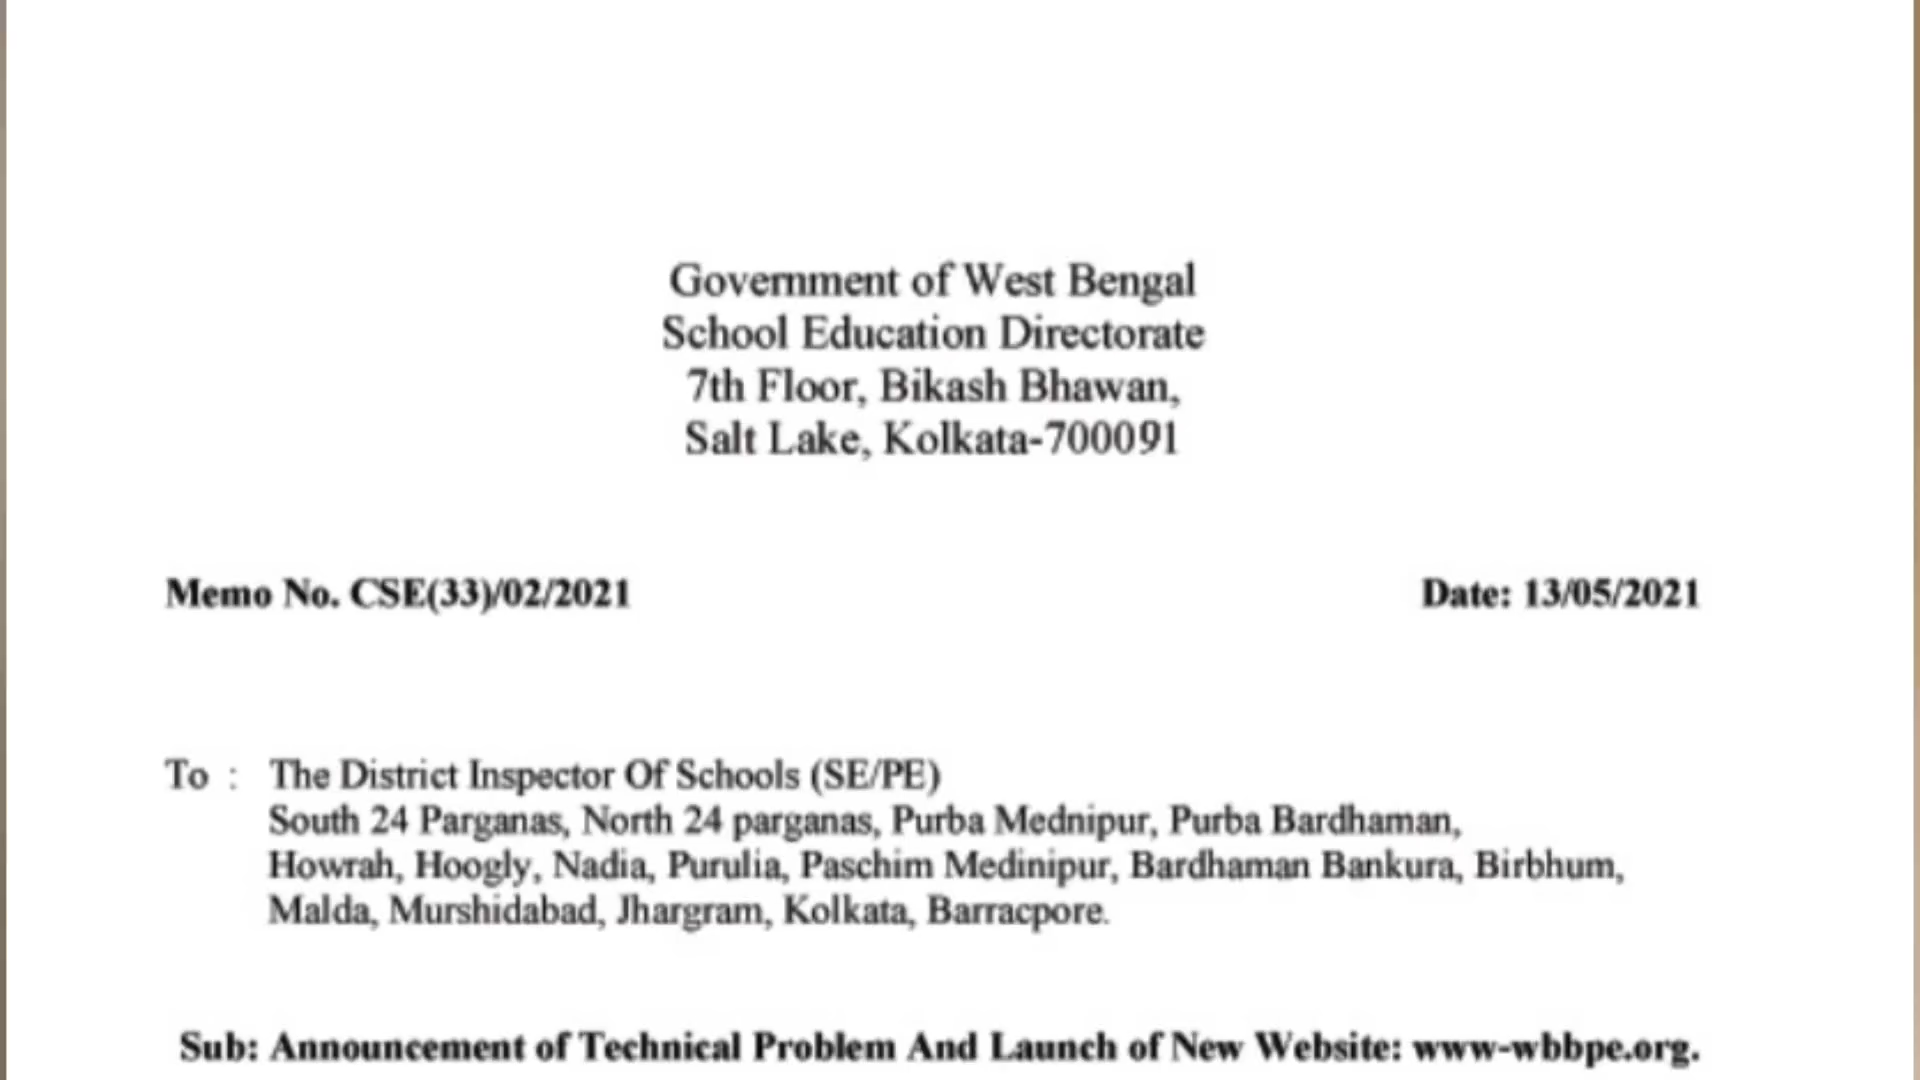 Government of West Bengal
School Education Directorate
7th Floor, Bikash Bhawan,
Salt Lake, Kolkata-700091
Memo No. CSE(33)/02/2021 Date: 13/05/2021
To : The District Inspector Of Schools (SE/PE)
South 24 Parganas, North 24 parganas, Purba Mednipur, Purba Bardhaman,
Howrah, Hoogly, Nadia, Purulia, Paschim Medinipur, Bardhaman Bankura, Birbhum,
Malda, Murshidabad, Jhargram, Kolkata, Barracpore.
Sub: Announcement of Technical Problem And Launch of New Website: www-wbbpe.org.